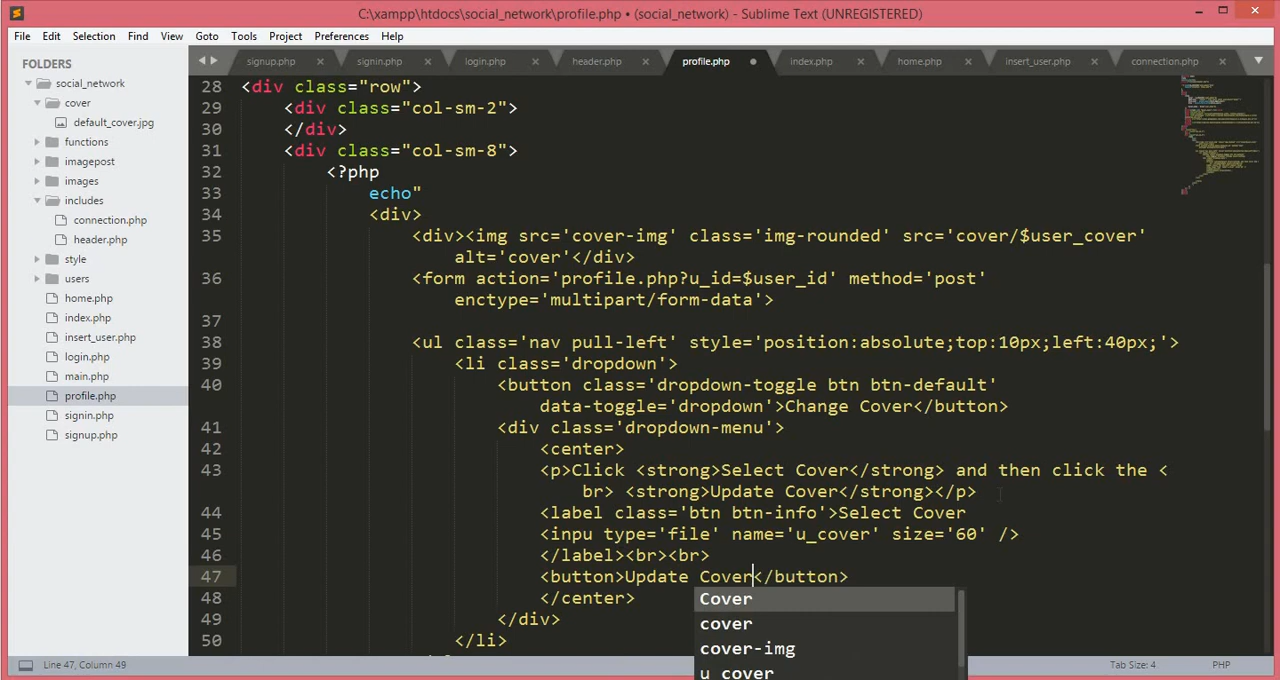 C:\xampp\htdocs\social_network\profile.php • (social_network) - Sublime Text (UNREGISTERED)
File Edit Selection Find View Goto Tools Project Preferences Help
FOLDERS
social_network
cover
default_cover.jpg
functions
imagepost
images
includes
connection.php
header.php
style
users
home.php
index.php
insert_user.php
login.php
main.php
profile.php
signin.php
signup.php
signup.php signin.php login.php header.php profile.php index.php home.php insert_user.php connection.php
28 <div class="row">
29 <div class="col-sm-2">
30 </div>
31 <div class="col-sm-8">
32 <?php
33 echo"
34 <div>
35 <div><img src='cover-img' class='img-rounded' src='cover/$user_cover'
alt='cover'</div>
36 <form action='profile.php?u_id=$user_id' method='post'
enctype='multipart/form-data'>
37
38 <ul class='nav pull-left' style='position:absolute;top:10px;left:40px;'>
39 <li class='dropdown'>
40 <button class='dropdown-toggle btn btn-default'
data-toggle='dropdown'>Change Cover</button>
41 <div class='dropdown-menu'>
42 <center>
43 <p>Click <strong>Select Cover</strong> and then click the <
br> <strong>Update Cover</strong></p>
44 <label class='btn btn-info'>Select Cover
45 <inpu type='file' name='u_cover' size='60' />
46 </label><br><br>
47 <button>Update Cover</button>
48 </center>
49 </div>
50 </li>
Cover
cover
cover-img
u_cover
Line 47, Column 49 Tab Size: 4 PHP